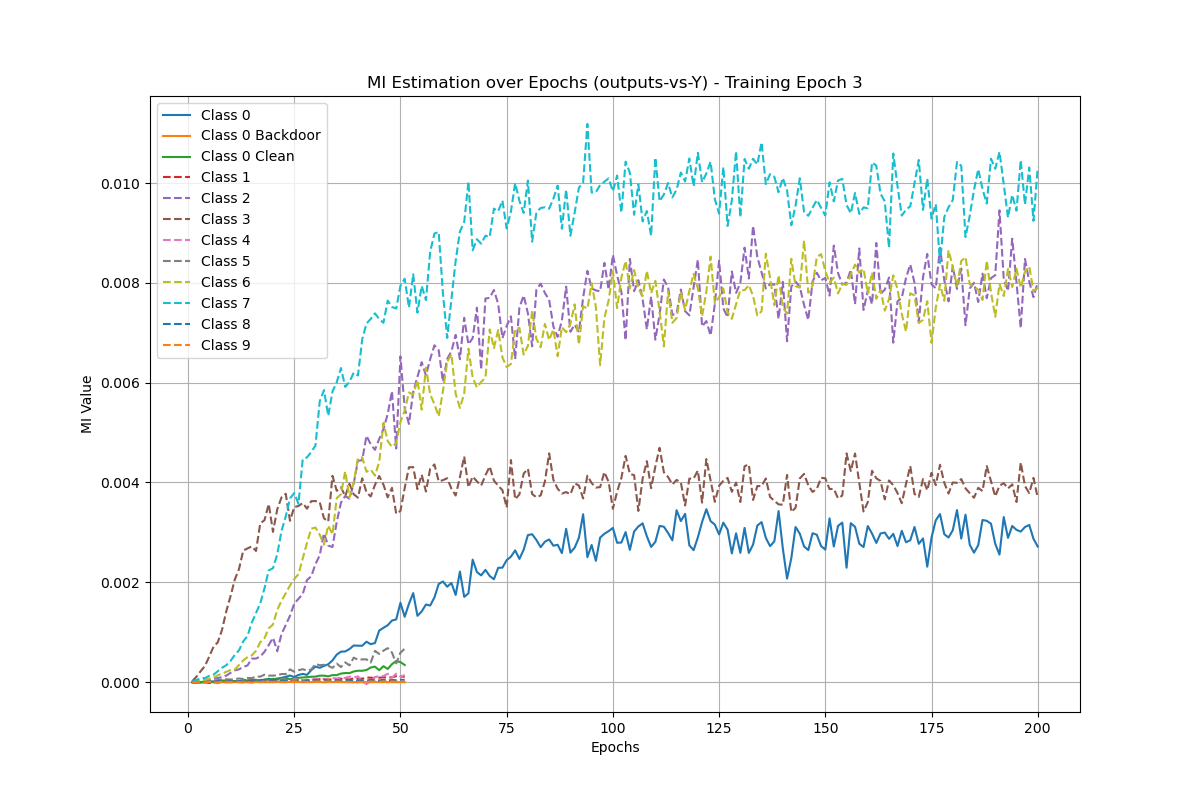 MI Estimation over Epochs (outputs-vs-Y) - Training Epoch 3
Class 0
Class 0 Backdoor
Class 0 Clean
Class 1
Class 2
Class 3
Class 4
Class 5
Class 6
Class 7
Class 8
Class 9
0.010
0.008
0.006
0.004
0.002
0.000
MI Value
0 25 50 75 100 125 150 175 200
Epochs